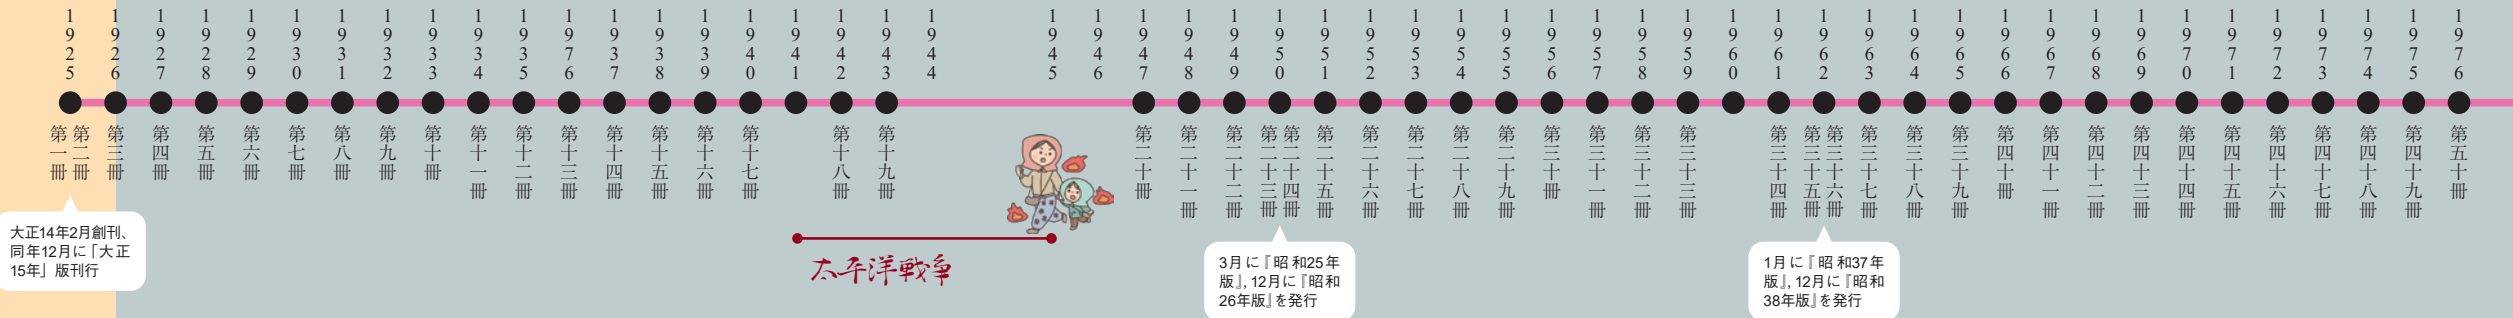 1925
1926
1927
1928
1929
1930
1931
1932
1933
1934
1935
1976
1937
1938
1939
1940
1941
1942
1943
1944
1945
1946
1947
1948
1949
1950
1951
1952
1953
1954
1955
1956
1957
1958
1959
1960
1961
1962
1963
1964
1965
1966
1967
1968
1969
1970
1971
1972
1973
1974
1975
1976
第一冊
第二冊
第三冊
第四冊
第五冊
第六冊
第七冊
第八冊
第九冊
第十冊
第十一冊
第十二冊
第十三冊
第十四冊
第十五冊
第十六冊
第十七冊
第十八冊
第十九冊
第二十冊
第二十一冊
第二十二冊
第二十三冊
第二十四冊
第二十五冊
第二十六冊
第二十七冊
第二十八冊
第二十九冊
第三十冊
第三十一冊
第三十二冊
第三十三冊
第三十四冊
第三十五冊
第三十六冊
第三十七冊
第三十八冊
第三十九冊
第四十冊
第四十一冊
第四十二冊
第四十三冊
第四十四冊
第四十五冊
第四十六冊
第四十七冊
第四十八冊
第四十九冊
第五十冊
大正14年2月創刊、
同年12月に「大正
15年」版刊行
太平洋戦争
3月に『昭和25年
版』, 12月に『昭和
26年版』を発行
1月に『昭和37年
版』, 12月に『昭和
38年版』を発行